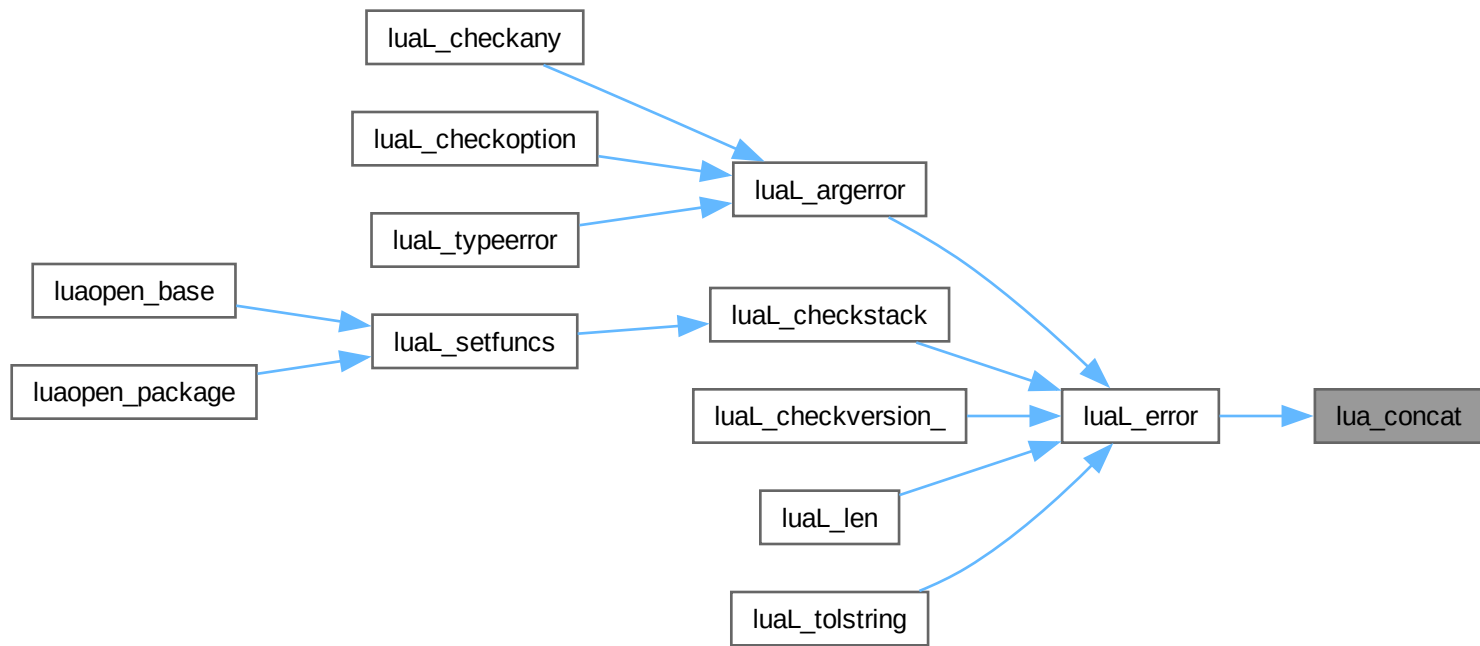 luaL_checkany
luaL_checkoption
luaL_argerror
luaL_typeerror
luaopen_base
luaL_checkstack
luaL_setfuncs
luaopen_package
luaL_checkversion_
luaL_error
lua_concat
luaL_len
luaL_tolstring